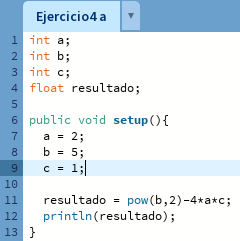 Ejercicio4 a
1 int a;
2 int b;
3 int c;
4 float resultado;
5
6 public void setup(){
7 a = 2;
8 b = 5;
9 c = 1;
10
11 resultado = pow(b,2)-4*a*c;
12 println(resultado);
13 }